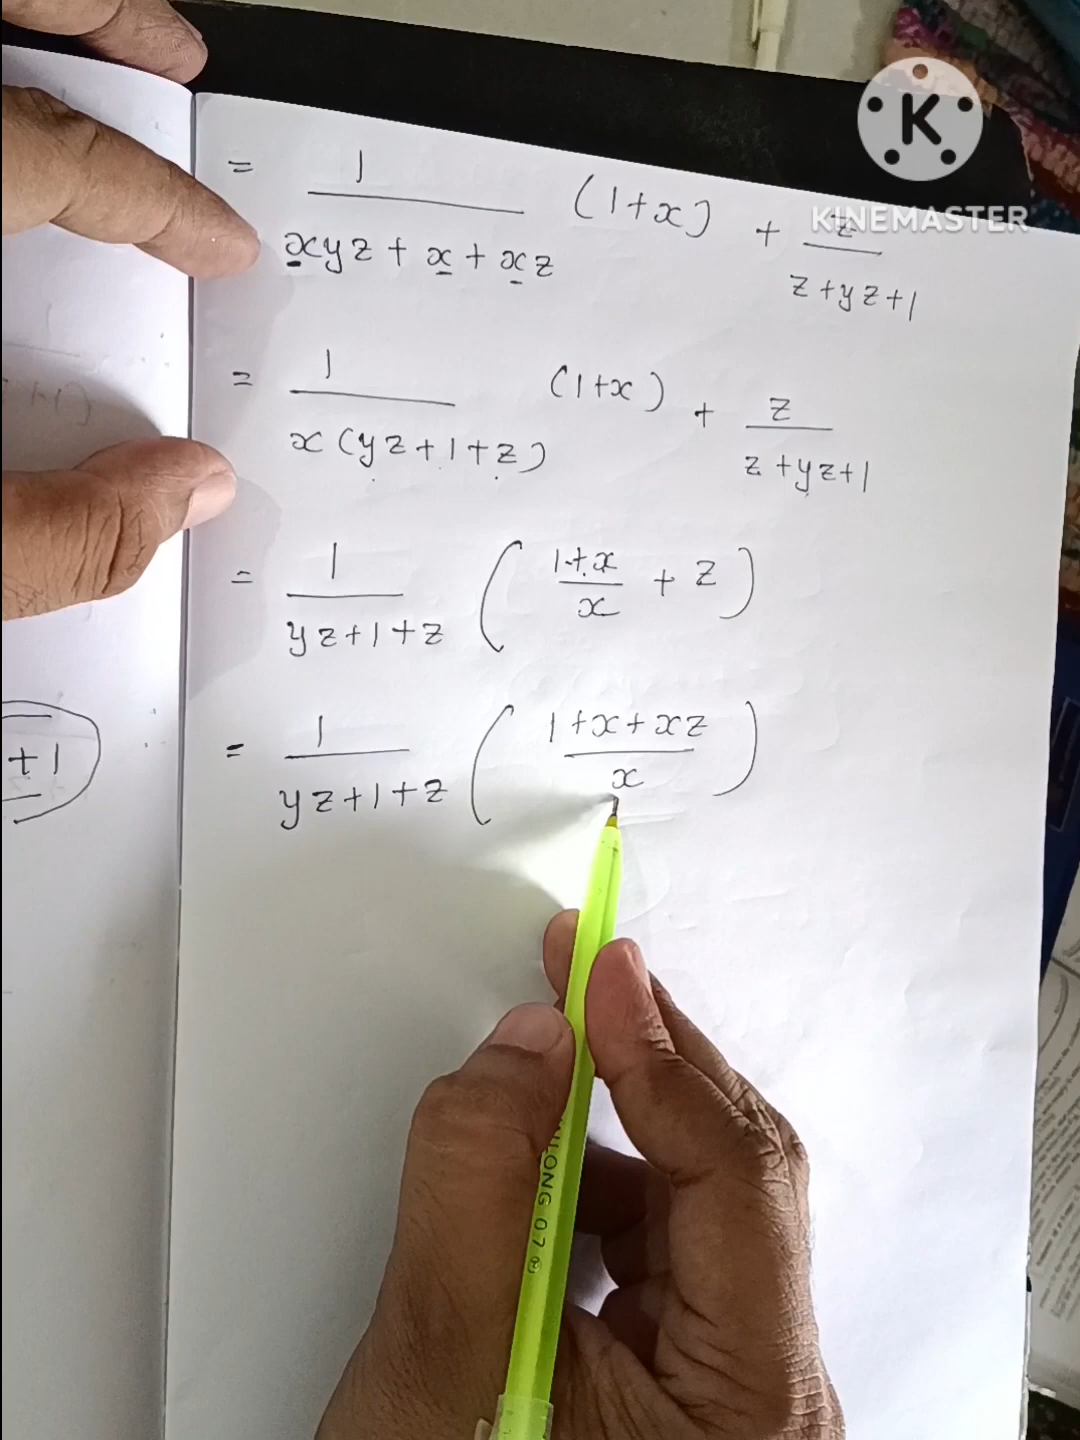 K
KINEMASTER
= 1/(xyz + x + xz) (1+x) + z/(z+yz+1)
= 1/(x(yz+1+z)) (1+x) + z/(z+yz+1)
= 1/(yz+1+z) ( (1+x)/x + z )
+1
= 1/(yz+1+z) ( (1+x+xz)/x )
LONG 0.7